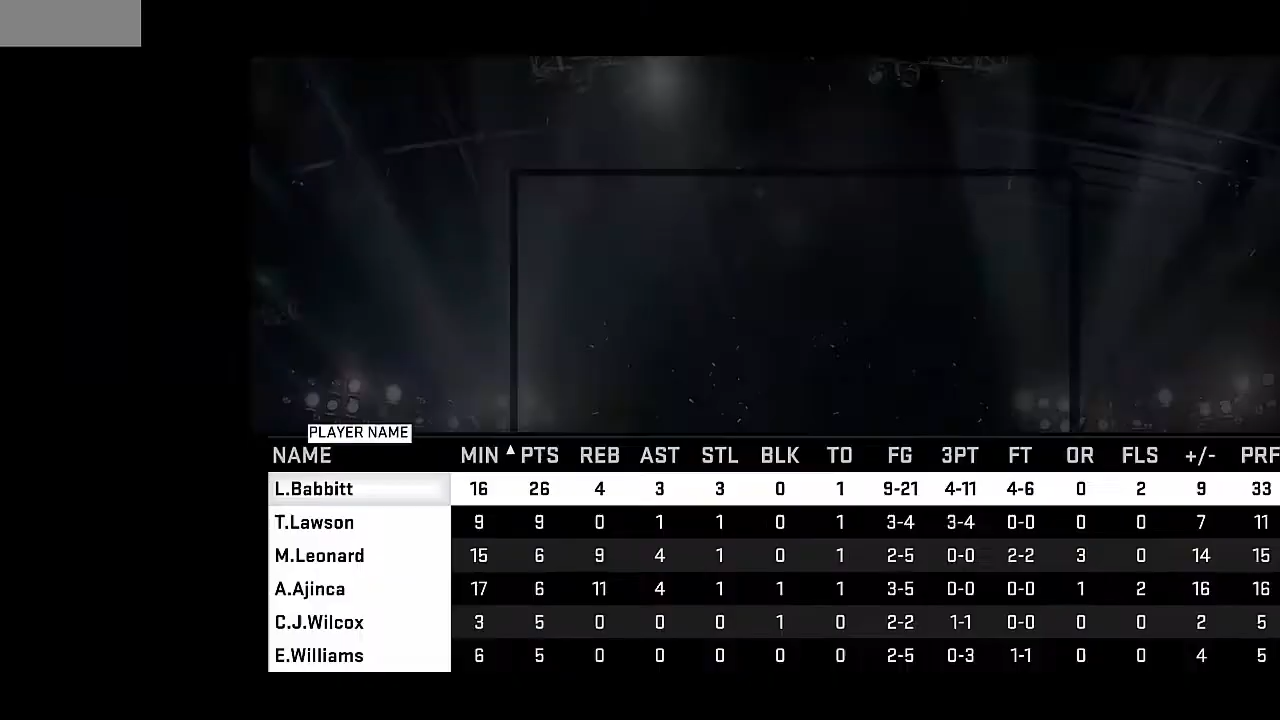 PLAYER NAME
NAME MIN PTS REB AST STL BLK TO FG 3PT FT OR FLS +/- PRF
L.Babbitt 16 26 4 3 3 0 1 9-21 4-11 4-6 0 2 9 33
T.Lawson 9 9 0 1 1 0 1 3-4 3-4 0-0 0 0 7 11
M.Leonard 15 6 9 4 1 0 1 2-5 0-0 2-2 3 0 14 15
A.Ajinca 17 6 11 4 1 1 1 3-5 0-0 0-0 1 2 16 16
C.J.Wilcox 3 5 0 0 0 1 0 2-2 1-1 0-0 0 0 2 5
E.Williams 6 5 0 0 0 0 0 2-5 0-3 1-1 0 0 4 5